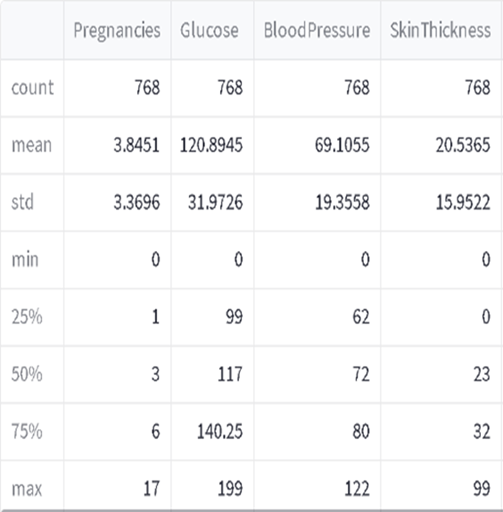 Pregnancies Glucose BloodPressure SkinThickness
count 768 768 768 768
mean 3.8451 120.8945 69.1055 20.5365
std 3.3696 31.9726 19.3558 15.9522
min 0 0 0 0
25% 1 99 62 0
50% 3 117 72 23
75% 6 140.25 80 32
max 17 199 122 99